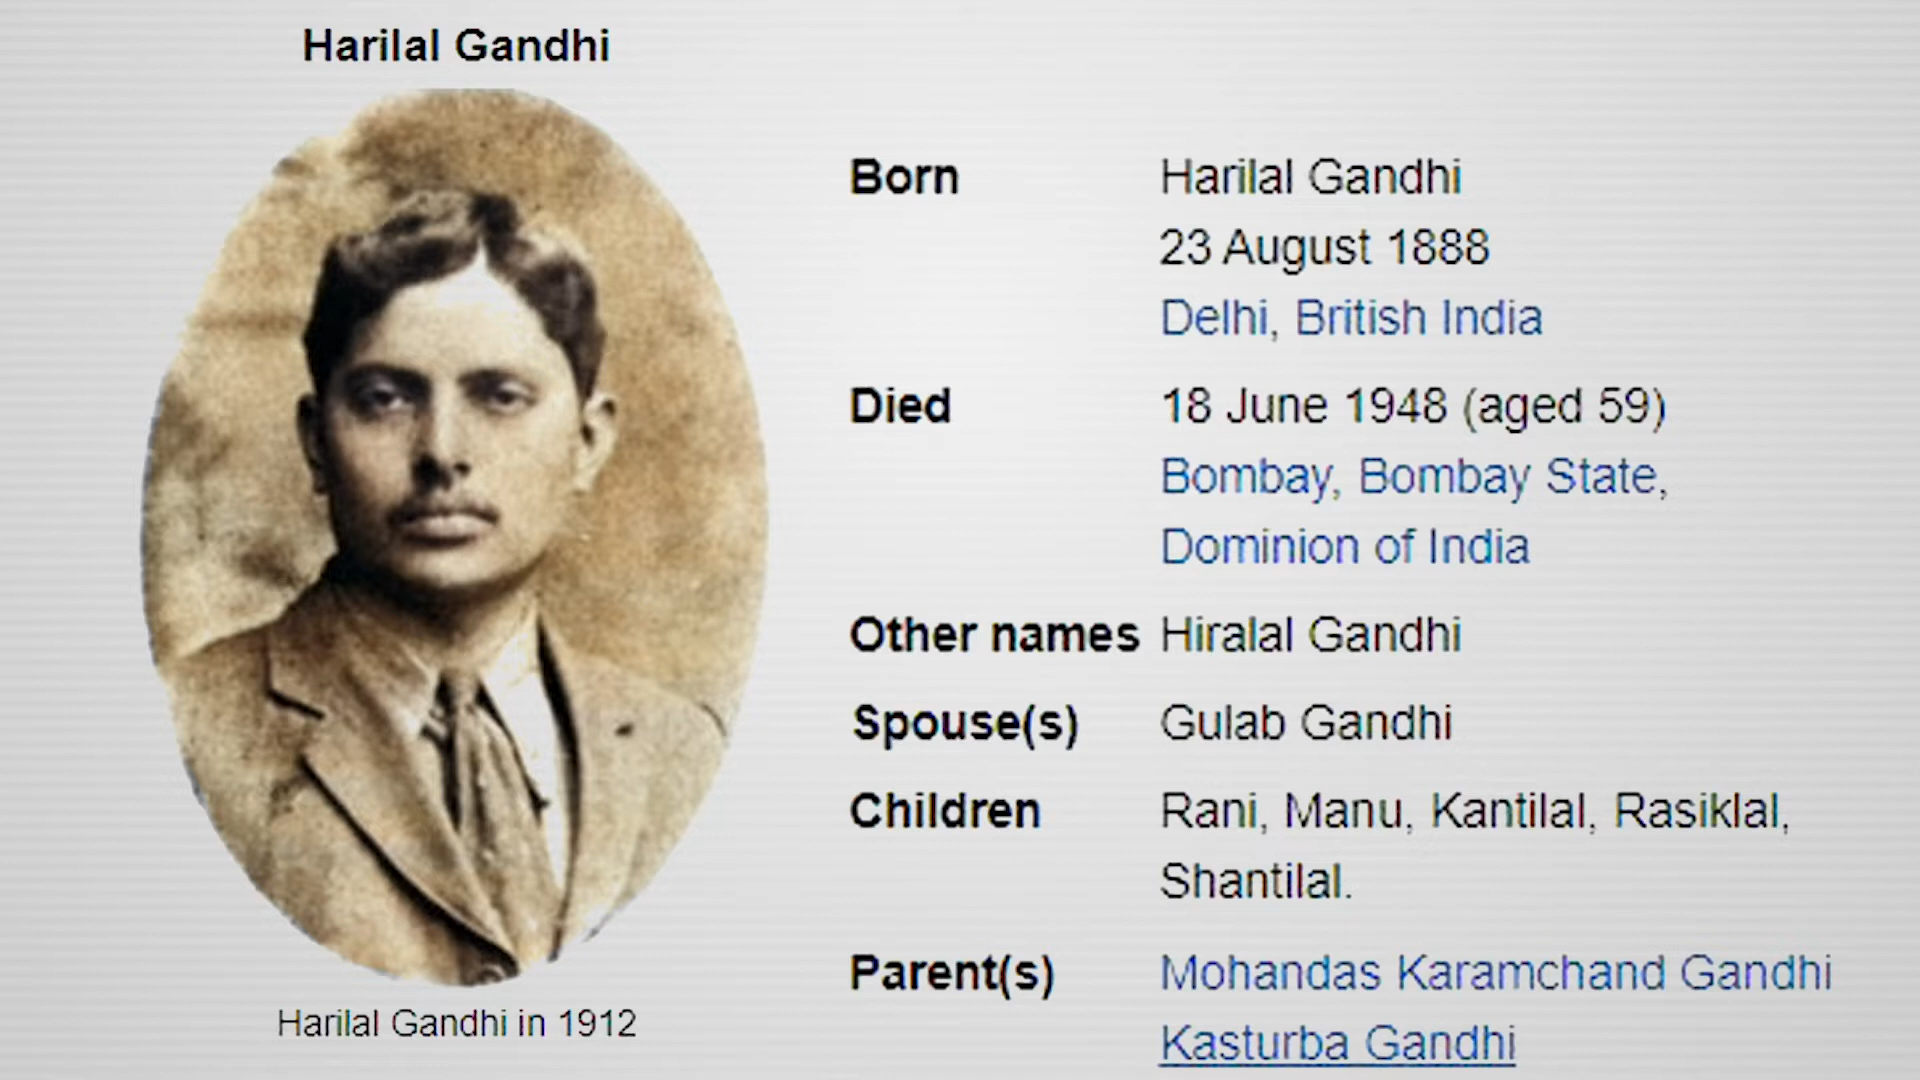 Harilal Gandhi
Harilal Gandhi in 1912
Born Harilal Gandhi
23 August 1888
Delhi, British India
Died 18 June 1948 (aged 59)
Bombay, Bombay State,
Dominion of India
Other names Hiralal Gandhi
Spouse(s) Gulab Gandhi
Children Rani, Manu, Kantilal, Rasiklal,
Shantilal.
Parent(s) Mohandas Karamchand Gandhi
Kasturba Gandhi